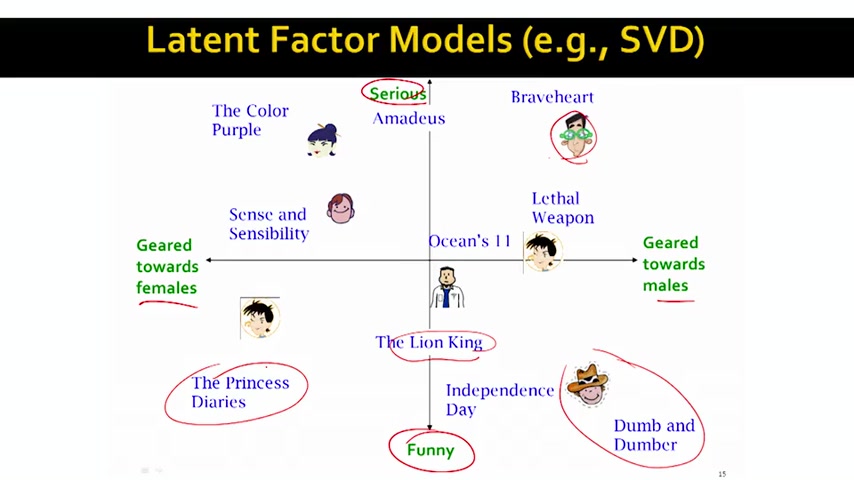 Latent Factor Models (e.g., SVD)
Serious
Braveheart
The Color
Purple
Amadeus
Lethal
Weapon
Sense and
Sensibility
Ocean's 11
Geared
towards
females
Geared
towards
males
The Lion King
The Princess
Diaries
Independence
Day
Dumb and
Dumber
Funny
15